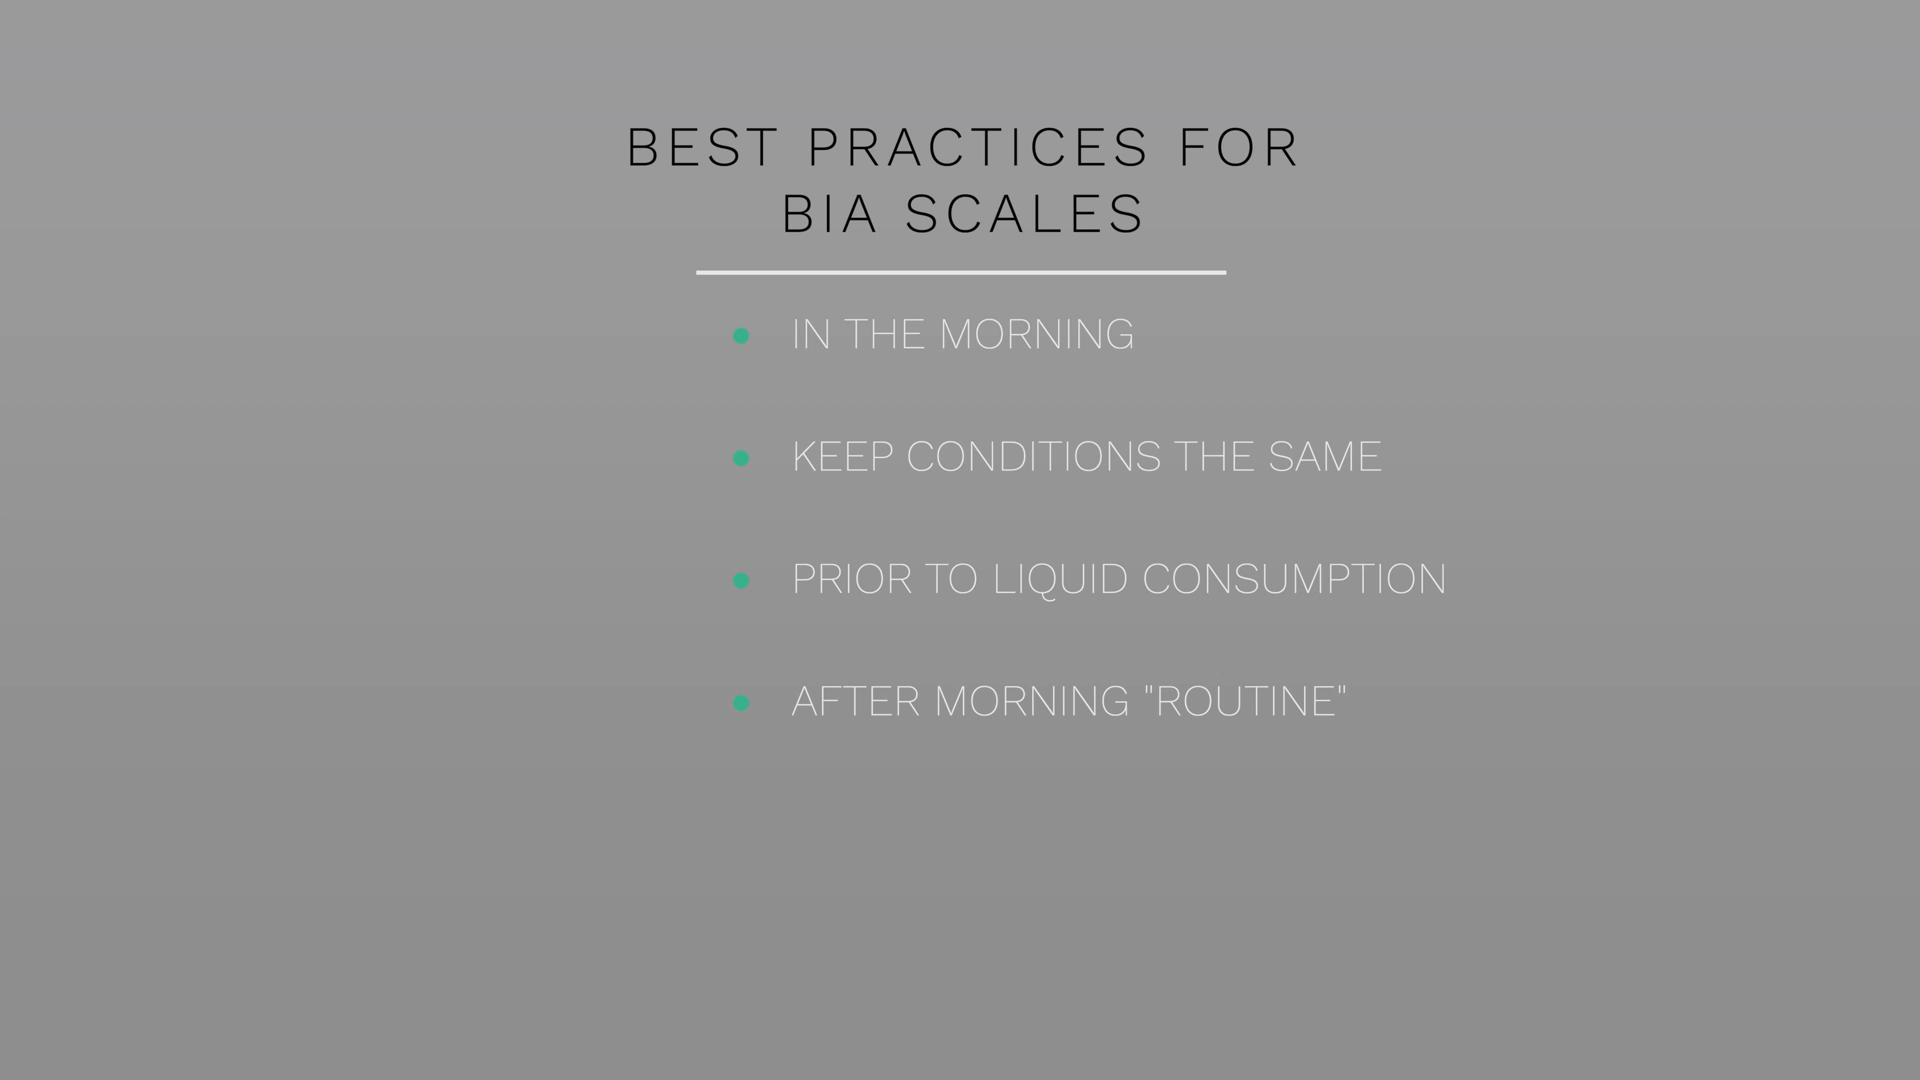 BEST PRACTICES FOR
BIA SCALES
IN THE MORNING
KEEP CONDITIONS THE SAME
PRIOR TO LIQUID CONSUMPTION
AFTER MORNING "ROUTINE"